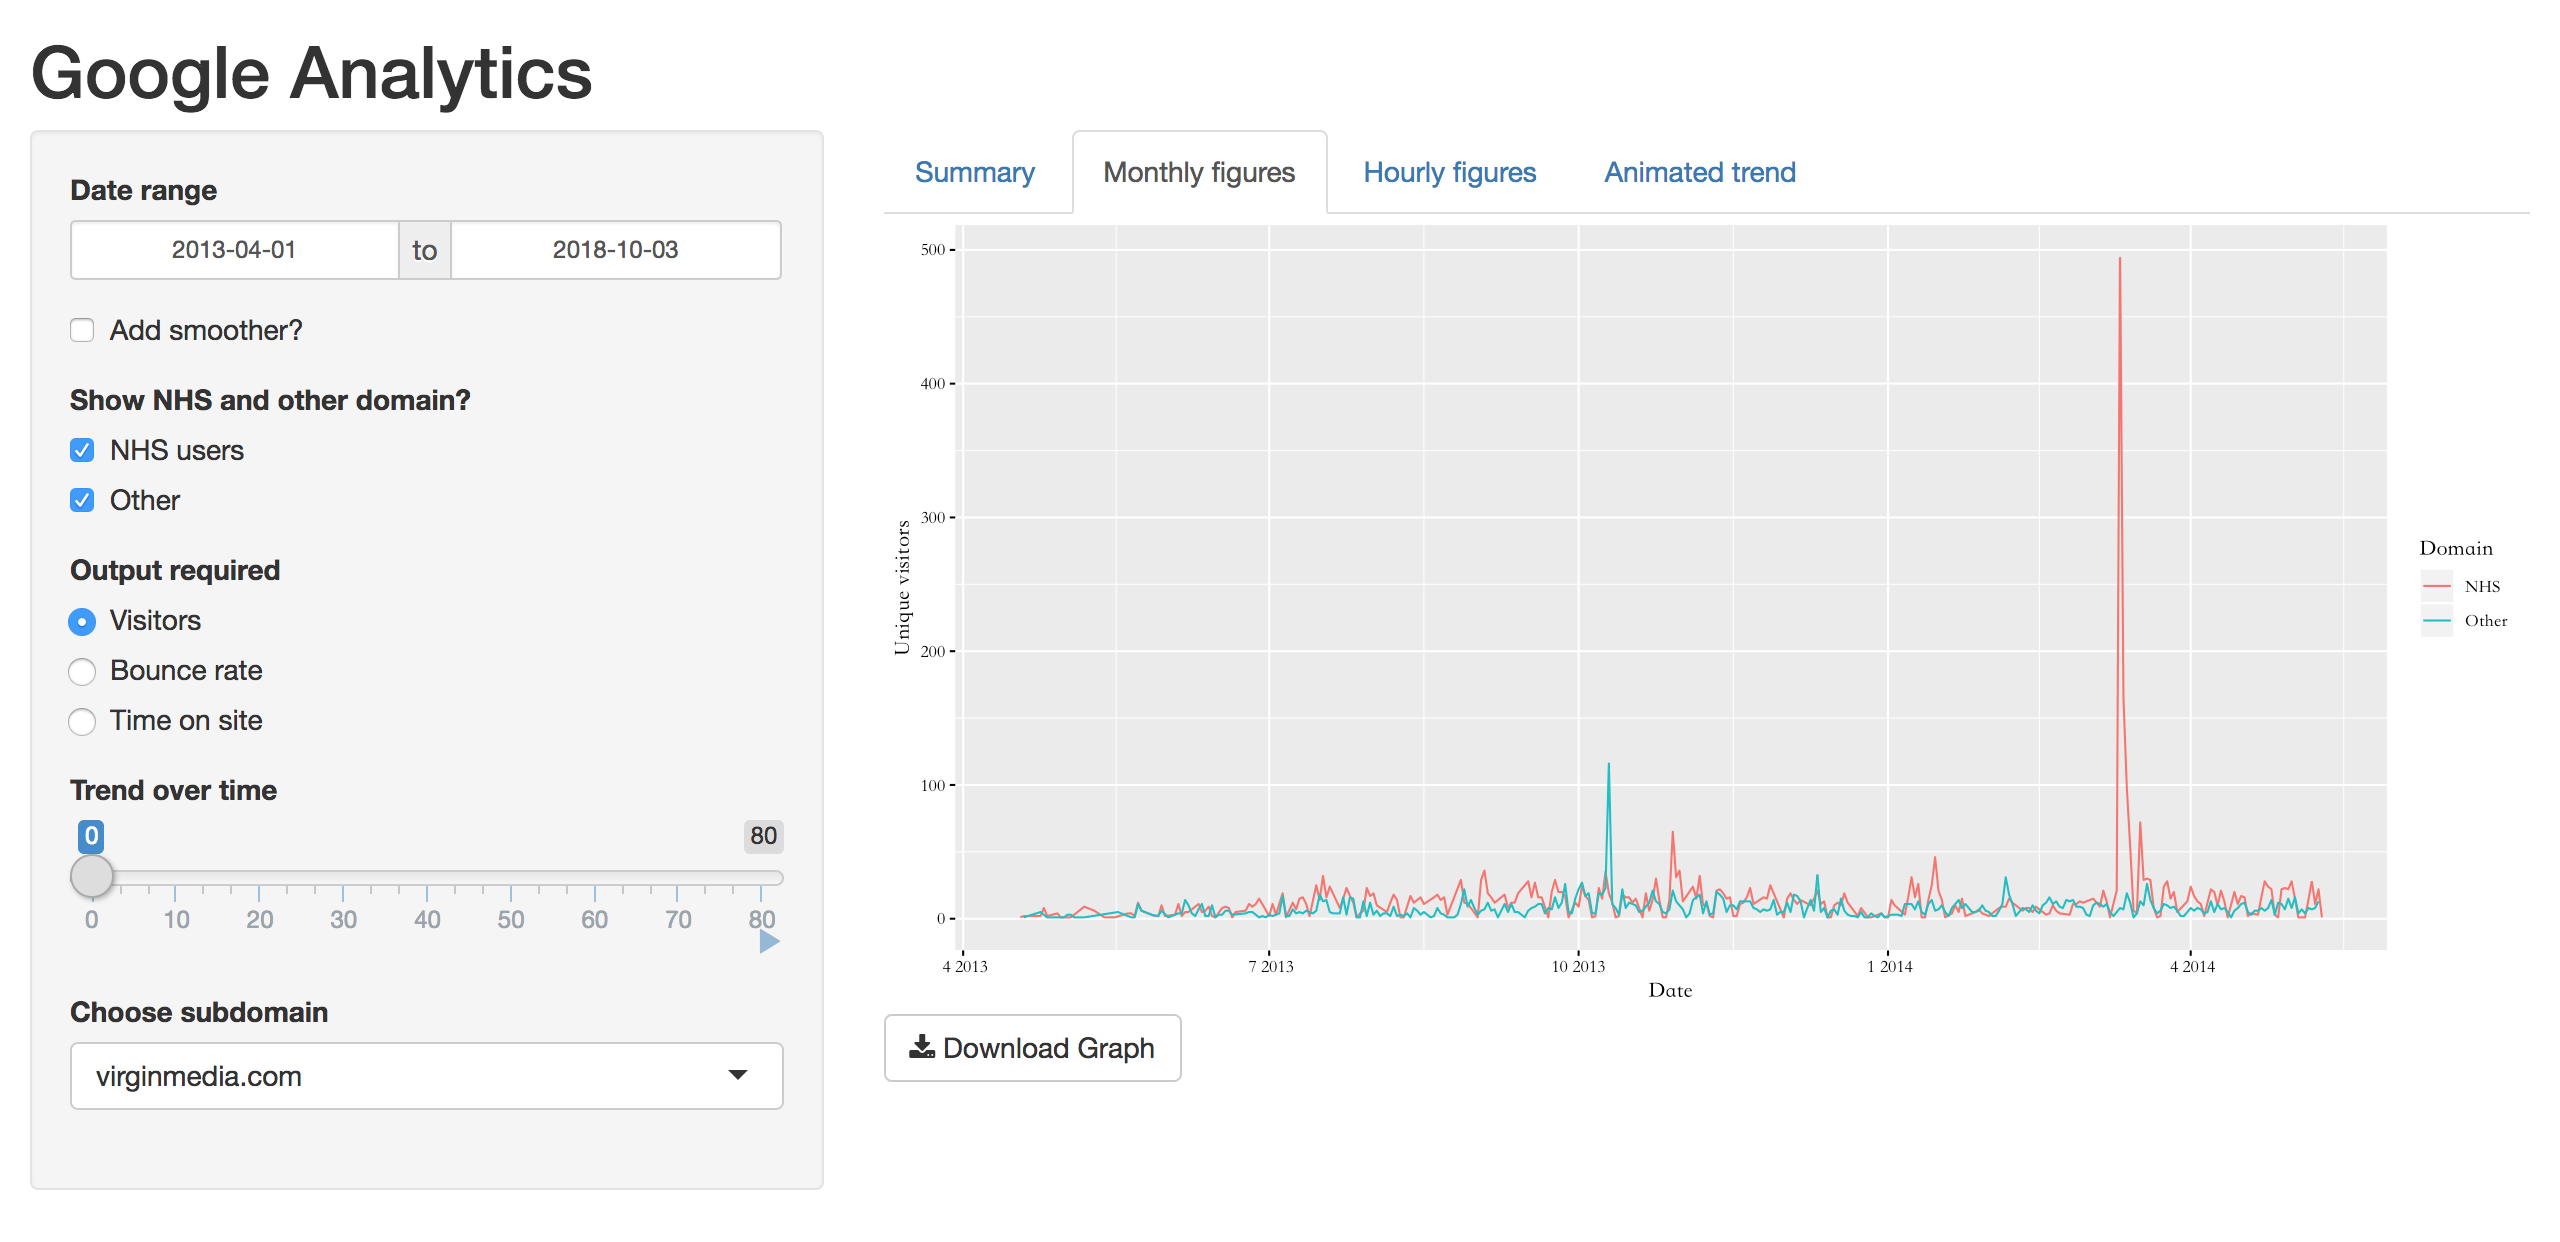 Google Analytics
Date range
2013-04-01 to 2018-10-03
Add smoother?
Show NHS and other domain?
NHS users
Other
Output required
Visitors
Bounce rate
Time on site
Trend over time
0 80
0 10 20 30 40 50 60 70 80
Choose subdomain
virginmedia.com
Summary Monthly figures Hourly figures Animated trend
500
400
300
200
100
0
Unique visitors
4 2013 7 2013 10 2013 1 2014 4 2014
Date
Domain
NHS
Other
Download Graph